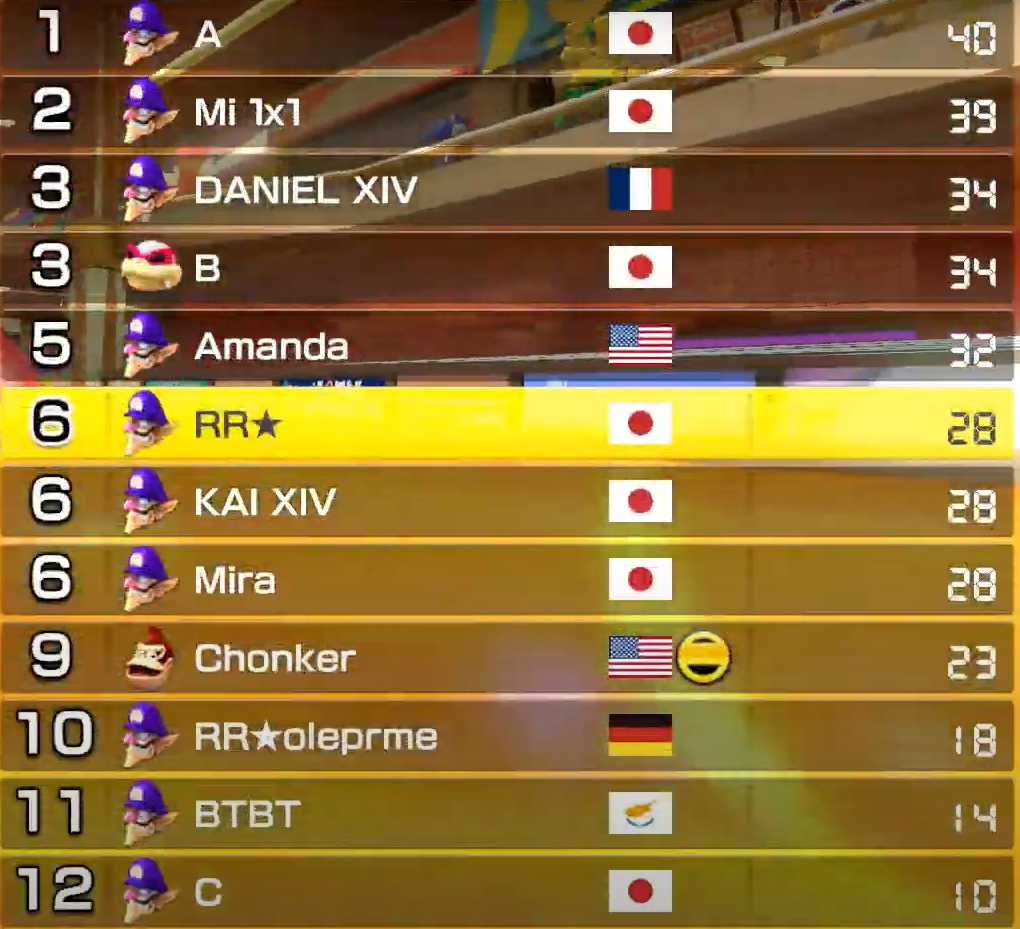 1 A 40
2 Mi 1x1 39
3 DANIEL XIV 34
3 B 34
5 Amanda 32
6 RR★ 28
6 KAI XIV 28
6 Mira 28
9 Chonker 23
10 RR★oleprme 18
11 BTBT 14
12 C 10